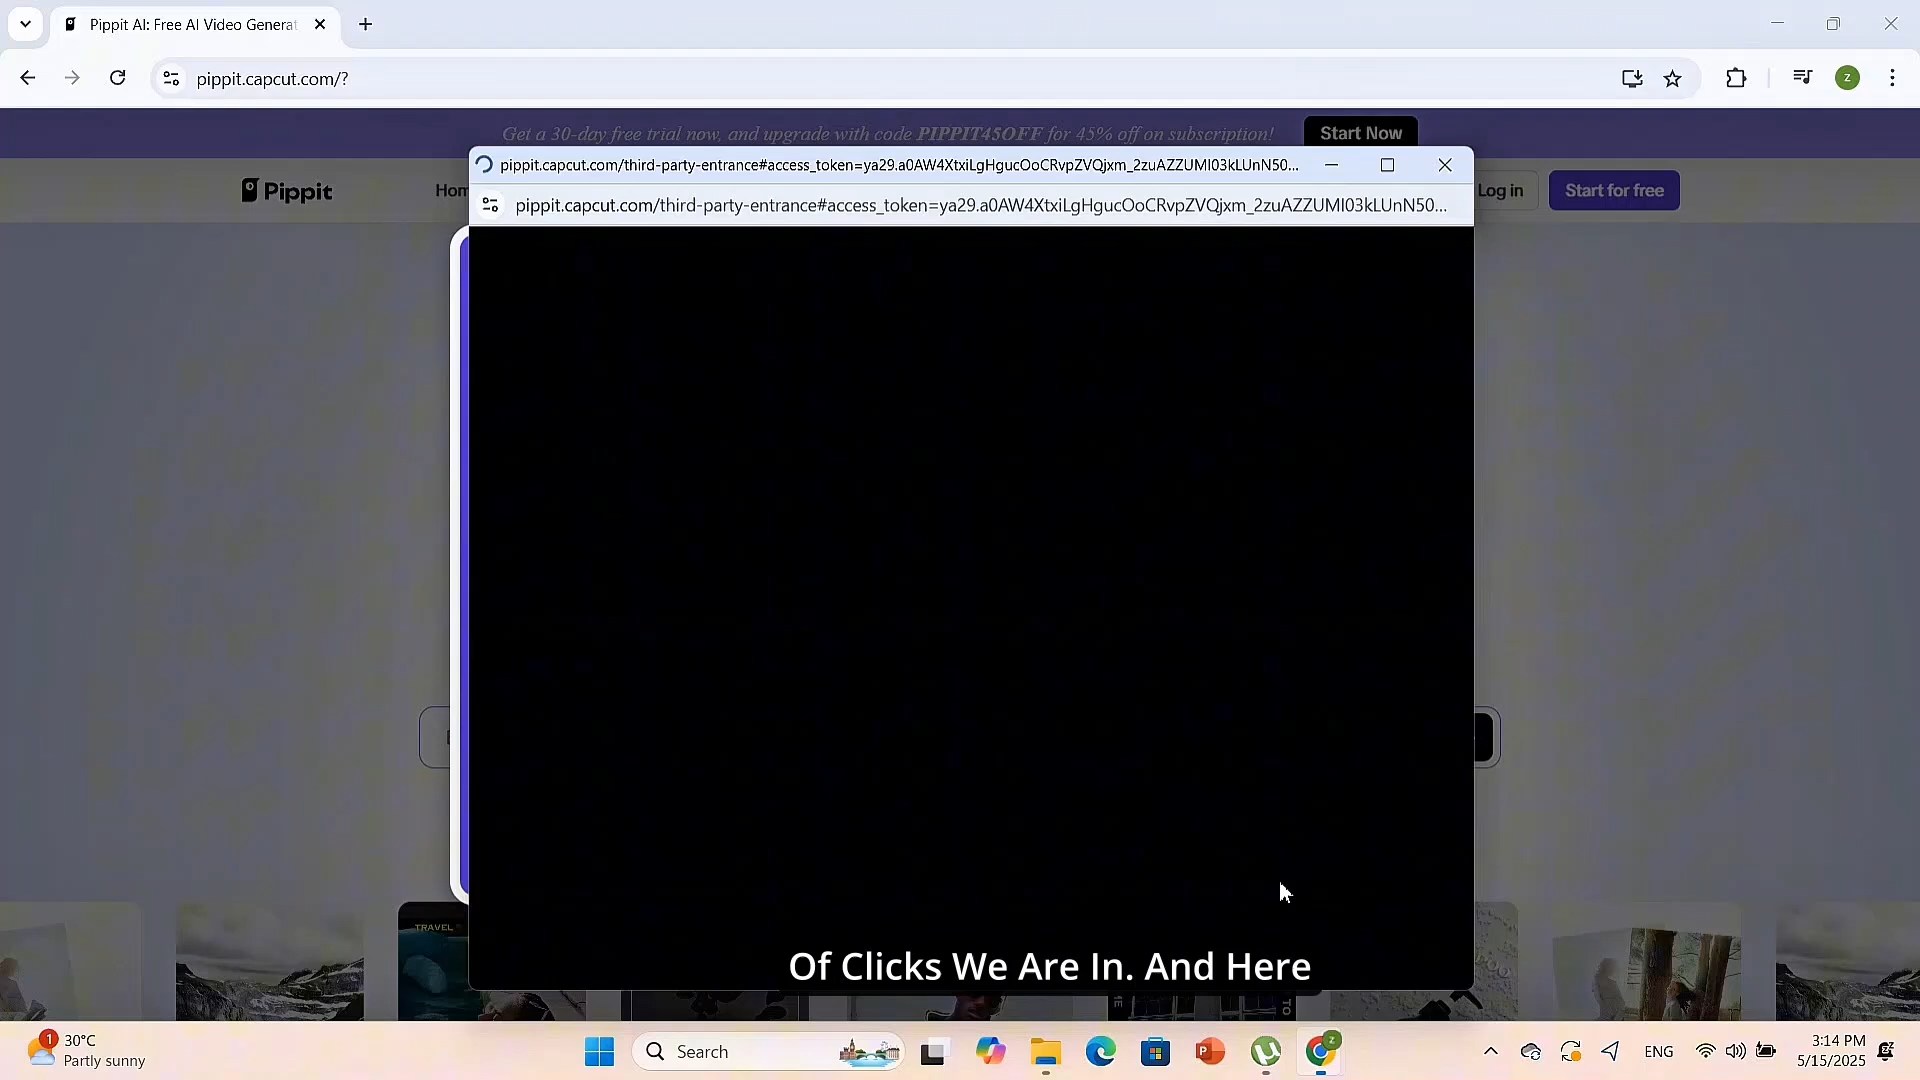 Pippit AI: Free AI Video Generat
pippit.capcut.com/?
z
Get a 30-day free trial now, and upgrade with code PIPPIT45OFF for 45% off on subscription!
Start Now
pippit.capcut.com/third-party-entrance#access_token=ya29.a0AW4XtxiLgHgucOoCRvpZVQjxm_2zuAZZUMI03kLUnN50...
pippit.capcut.com/third-party-entrance#access_token=ya29.a0AW4XtxiLgHgucOoCRvpZVQjxm_2zuAZZUMI03kLUnN50...
Pippit
Hom
Log in
Start for free
TRAVEL
Of Clicks We Are In. And Here
1
30°C
Partly sunny
Search
z
ENG
3:14 PM
5/15/2025